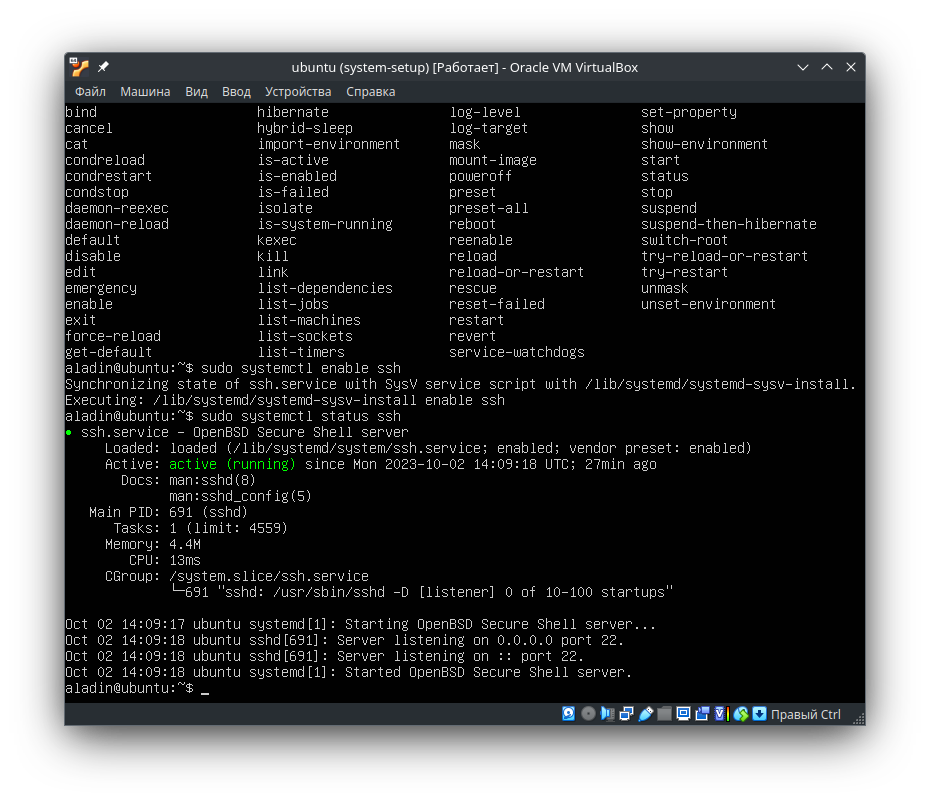 ubuntu (system-setup) [Работает] - Oracle VM VirtualBox
Файл Машина Вид Ввод Устройства Справка
bind hibernate log-level set-property
cancel hybrid-sleep log-target show
cat import-environment mask show-environment
condreload is-active mount-image start
condrestart is-enabled poweroff status
condstop is-failed preset stop
daemon-reexec isolate preset-all suspend
daemon-reload is-system-running reboot suspend-then-hibernate
default kexec reenable switch-root
disable kill reload try-reload-or-restart
edit link reload-or-restart try-restart
emergency list-dependencies rescue unmask
enable list-jobs reset-failed unset-environment
exit list-machines restart
force-reload list-sockets revert
get-default list-timers service-watchdogs
aladin@ubuntu:~$ sudo systemctl enable ssh
Synchronizing state of ssh.service with SysV service script with /lib/systemd/systemd-sysv-install.
Executing: /lib/systemd/systemd-sysv-install enable ssh
aladin@ubuntu:~$ sudo systemctl status ssh
● ssh.service - OpenBSD Secure Shell server
Loaded: loaded (/lib/systemd/system/ssh.service; enabled; vendor preset: enabled)
Active: active (running) since Mon 2023-10-02 14:09:18 UTC; 27min ago
Docs: man:sshd(8)
man:sshd_config(5)
Main PID: 691 (sshd)
Tasks: 1 (limit: 4559)
Memory: 4.4M
CPU: 13ms
CGroup: /system.slice/ssh.service
└─691 "sshd: /usr/sbin/sshd -D [listener] 0 of 10-100 startups"
Oct 02 14:09:17 ubuntu systemd[1]: Starting OpenBSD Secure Shell server...
Oct 02 14:09:18 ubuntu sshd[691]: Server listening on 0.0.0.0 port 22.
Oct 02 14:09:18 ubuntu sshd[691]: Server listening on :: port 22.
Oct 02 14:09:18 ubuntu systemd[1]: Started OpenBSD Secure Shell server.
aladin@ubuntu:~$ _
Правый Ctrl